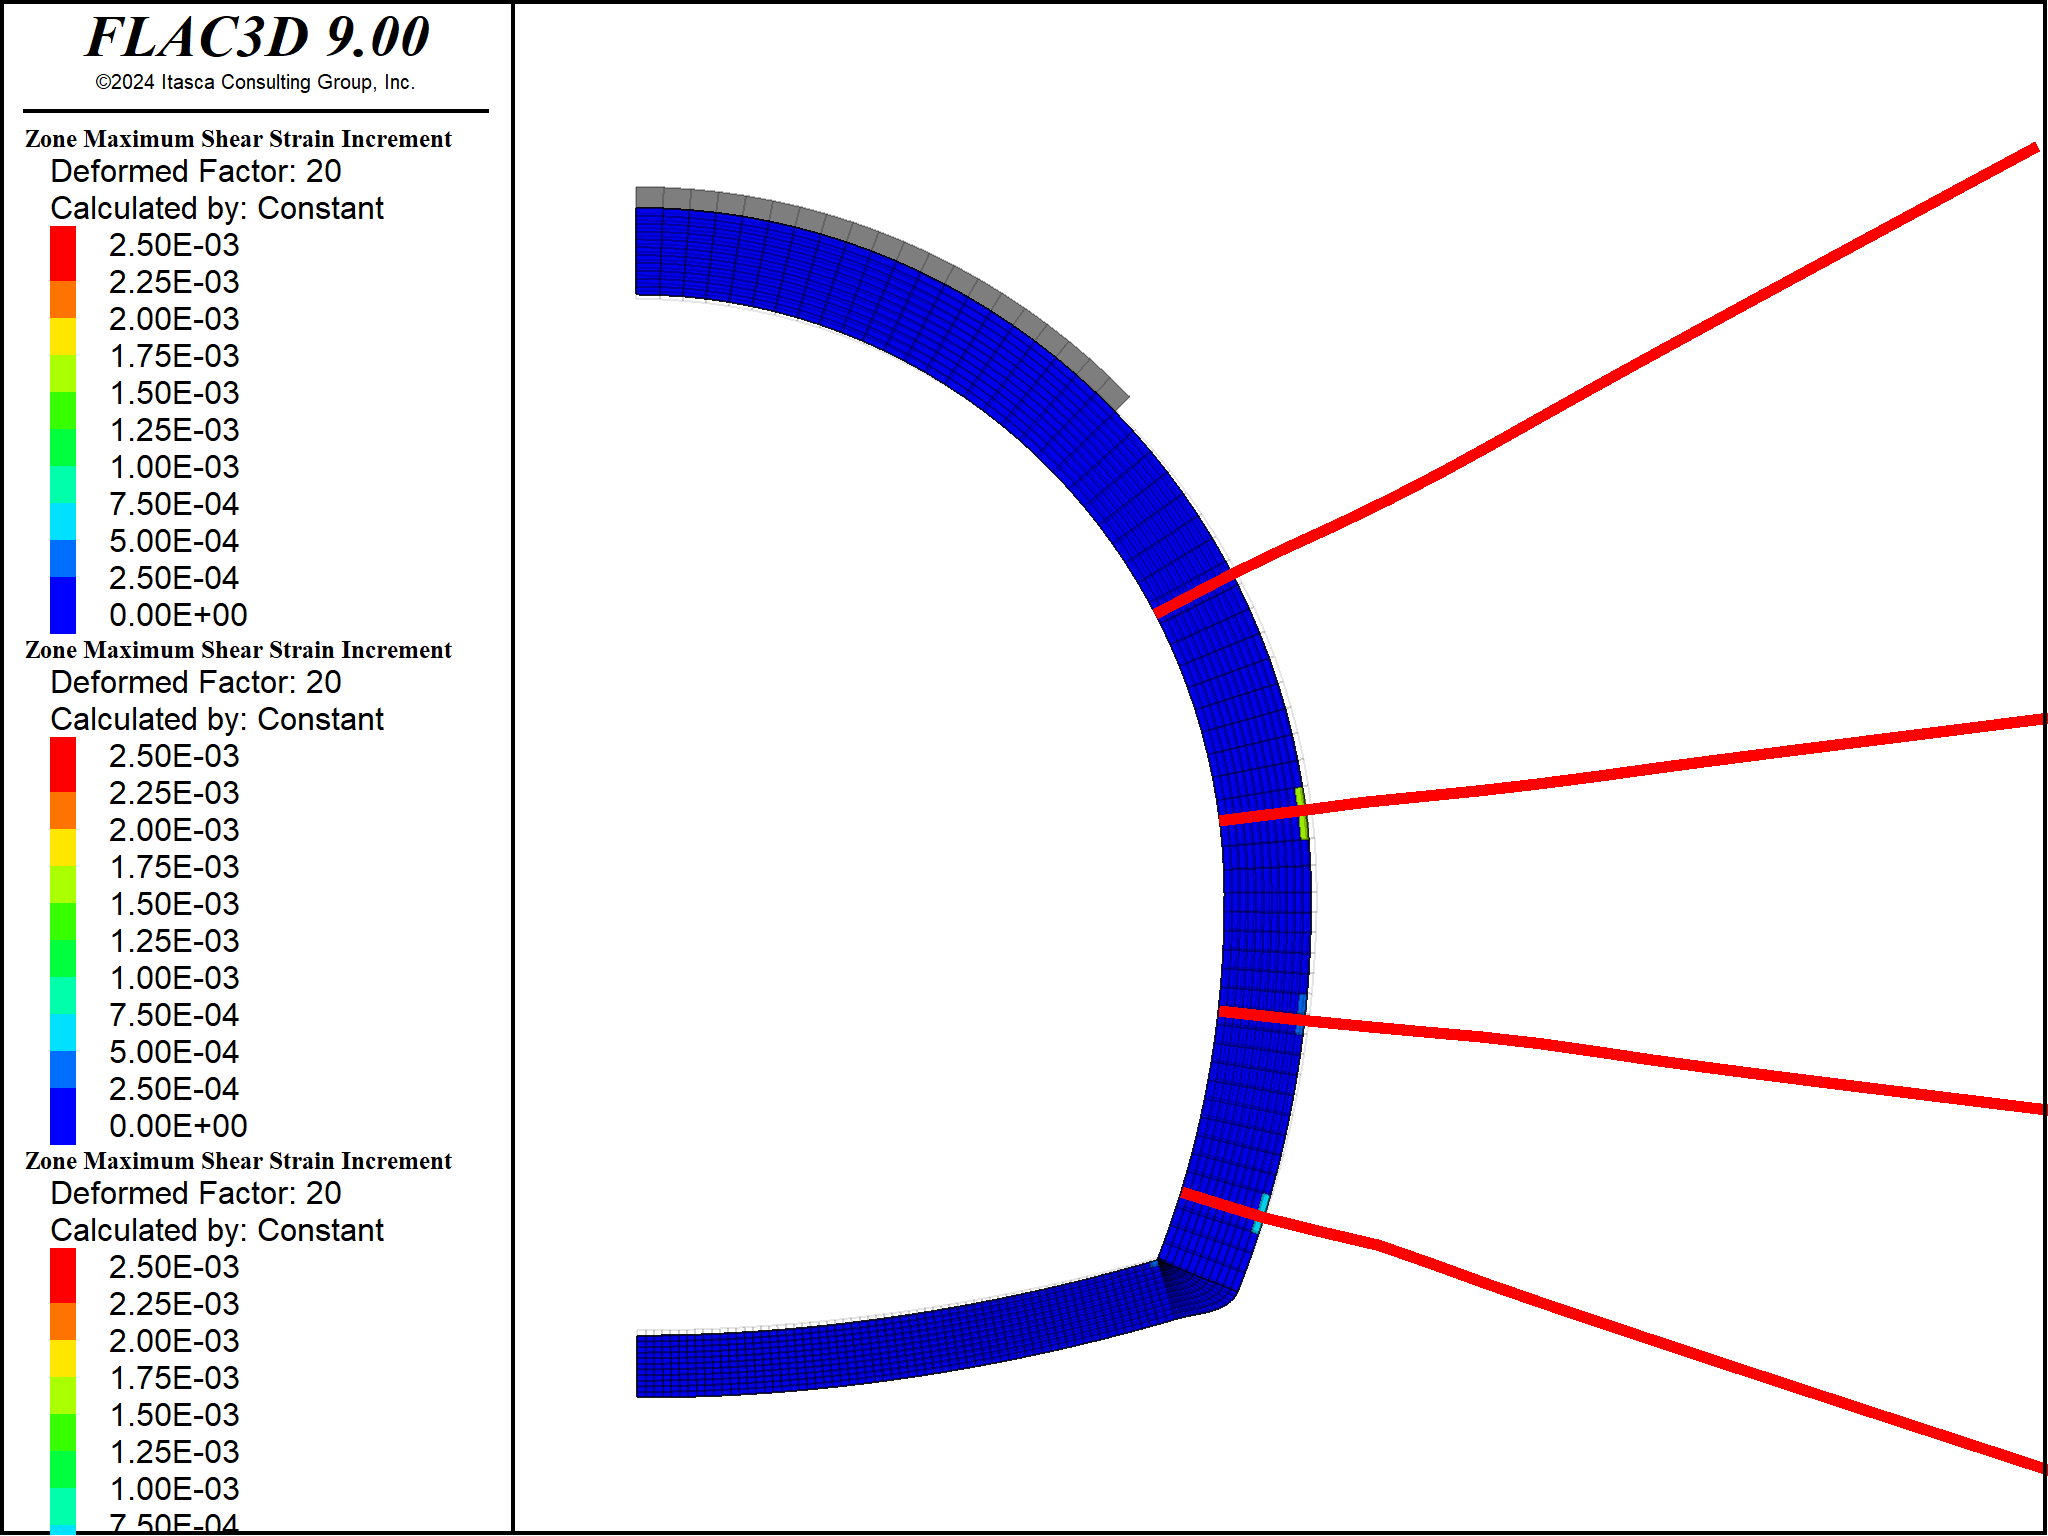 FLAC3D 9.00
©2024 Itasca Consulting Group, Inc.
Zone Maximum Shear Strain Increment
Deformed Factor: 20
Calculated by: Constant
2.50E-03
2.25E-03
2.00E-03
1.75E-03
1.50E-03
1.25E-03
1.00E-03
7.50E-04
5.00E-04
2.50E-04
0.00E+00
Zone Maximum Shear Strain Increment
Deformed Factor: 20
Calculated by: Constant
2.50E-03
2.25E-03
2.00E-03
1.75E-03
1.50E-03
1.25E-03
1.00E-03
7.50E-04
5.00E-04
2.50E-04
0.00E+00
Zone Maximum Shear Strain Increment
Deformed Factor: 20
Calculated by: Constant
2.50E-03
2.25E-03
2.00E-03
1.75E-03
1.50E-03
1.25E-03
1.00E-03
7.50E-04